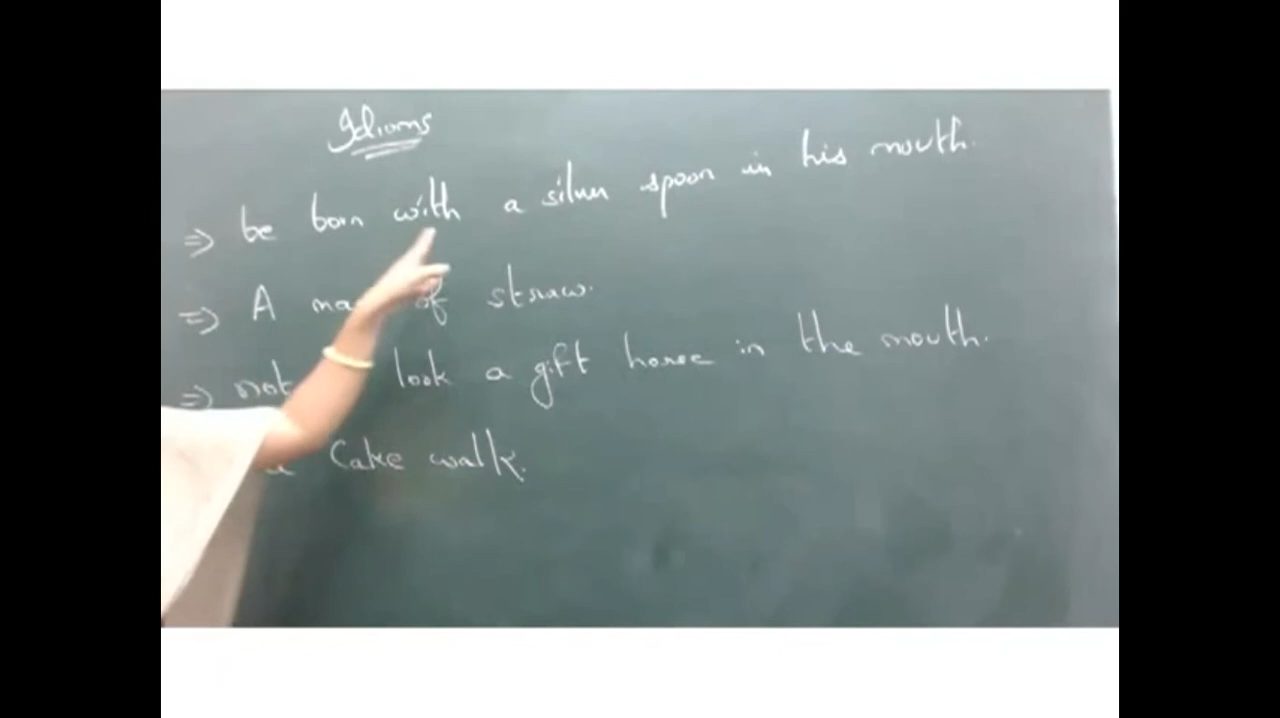 Idioms
⇒ be born with a silver spoon in his mouth.
⇒ A man of straw.
⇒ not look a gift horse in the mouth.
a Cake walk.